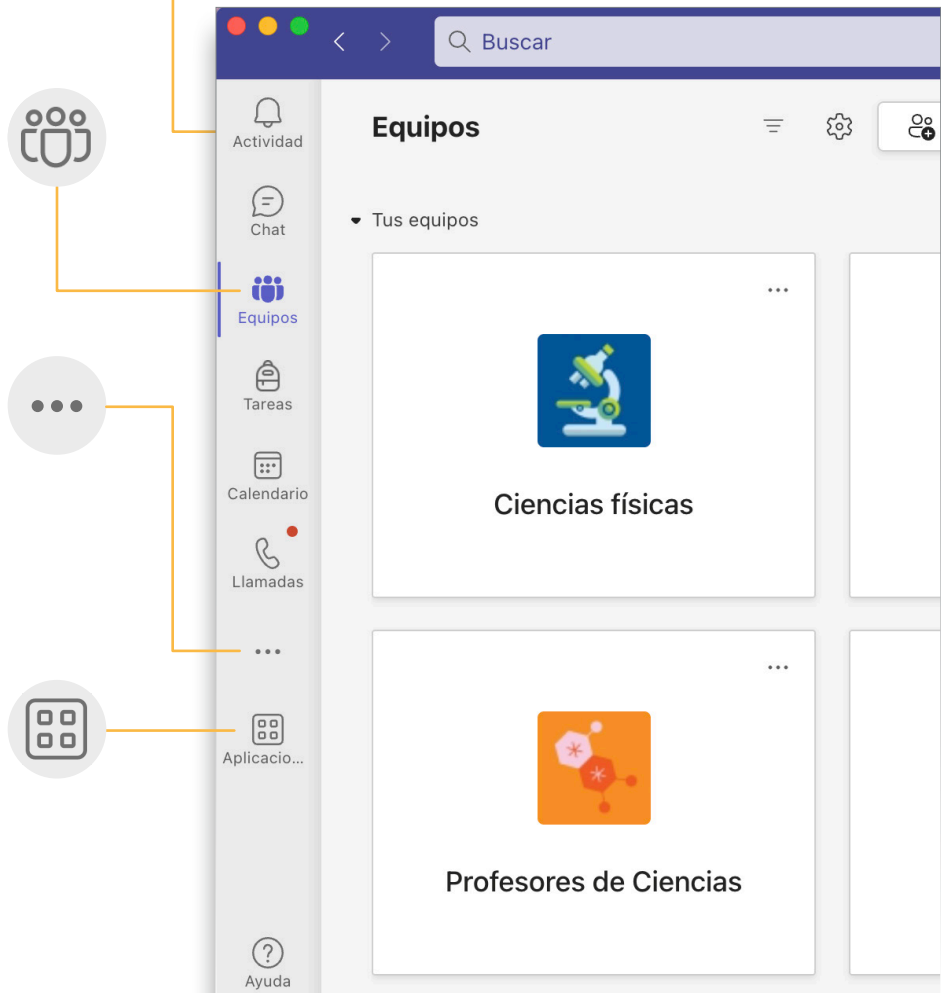 Buscar
Actividad
Equipos
Chat
Tus equipos
Equipos
Tareas
Calendario
Ciencias físicas
Llamadas
Aplicacio...
Profesores de Ciencias
Ayuda